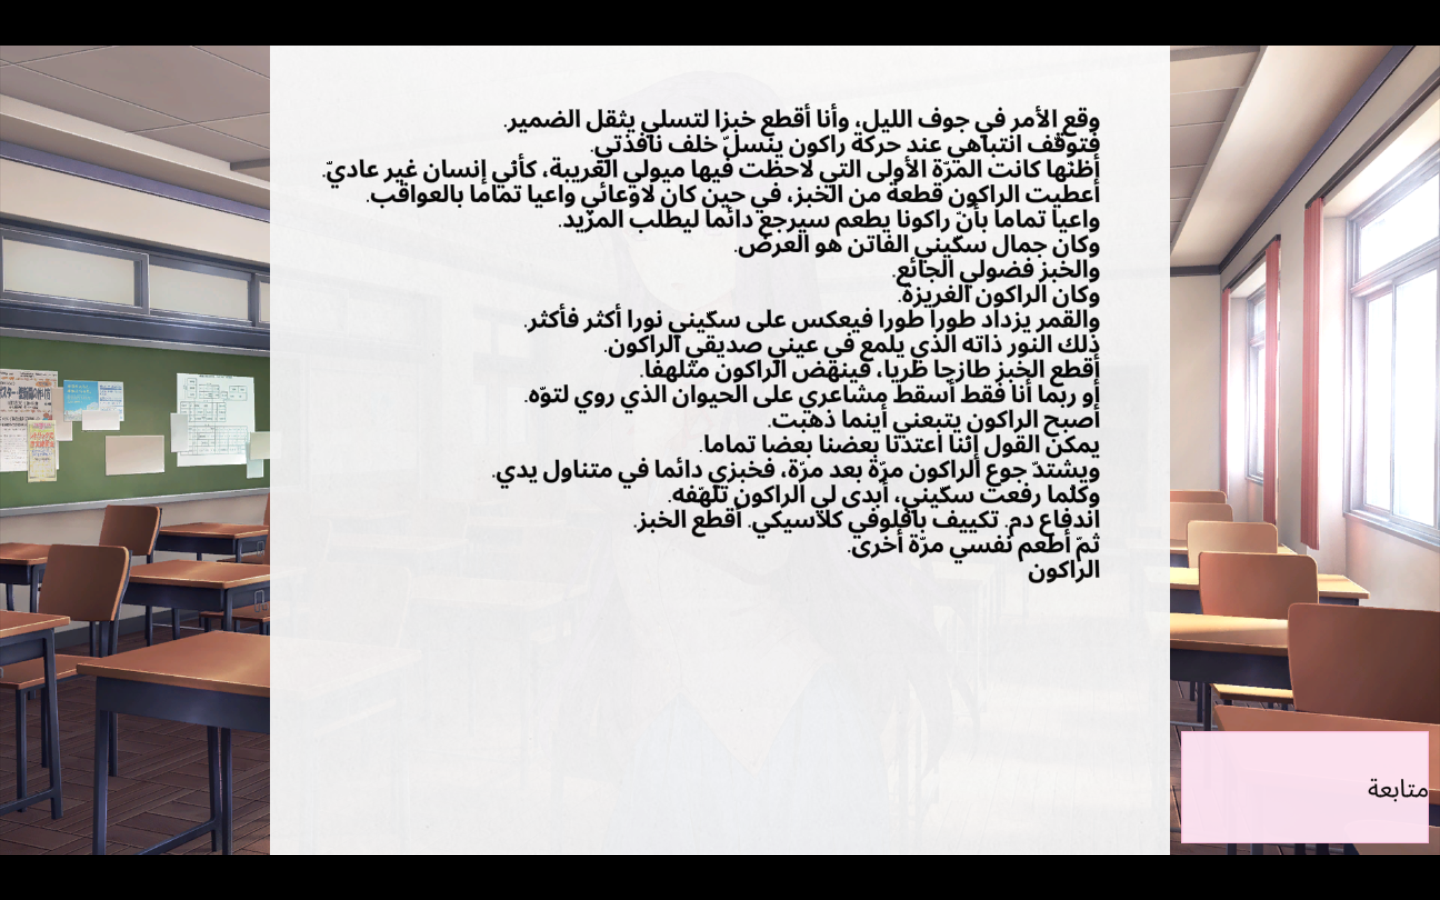 وقع الأمر في جوف الليل، وأنا أقطع خبزا لتسلي يثقل الضمير.
فتوقّف انتباهي عند حركة راكون ينسلّ خلف نافذتي.
أظنها كانت المرّة الأولى التي لاحظت فيها ميولي الغريبة، كأني إنسان غير عاديّ.
أعطيت الراكون قطعة من الخبز، في حين كان لاوعائي واعيا تماما بالعواقب.
واعيا تماما بأنّ راكونا يطعم سيرجع دائما ليطلب المزيد.
وكان جمال سكّيني الفاتن هو العرض.
والخبز فضولي الجائع.
وكان الراكون الغريزة.
والقمر يزداد طورا طورا فيعكس على سكّيني نورا أكثر فأكثر.
ذلك النور ذاته الذي يلمع في عيني صديقي الراكون.
أقطع الخبز طازجا طريا، فينهض الراكون متلهفا.
أو ربما أنا فقط أسقط مشاعري على الحيوان الذي روي لتوّه.
أصبح الراكون يتبعني أينما ذهبت.
يمكن القول إننا اعتدنا بعضنا بعضا تماما.
ويشتدّ جوع الراكون مرّة بعد مرّة، فخبزي دائما في متناول يدي.
وكلما رفعت سكّيني، أبدى لي الراكون تلهّفه.
اندفاع دم. تكييف بافلوفي كلاسيكي. أقطع الخبز.
ثمّ أطعم نفسي مرّة أخرى.
الراكون
متابعة